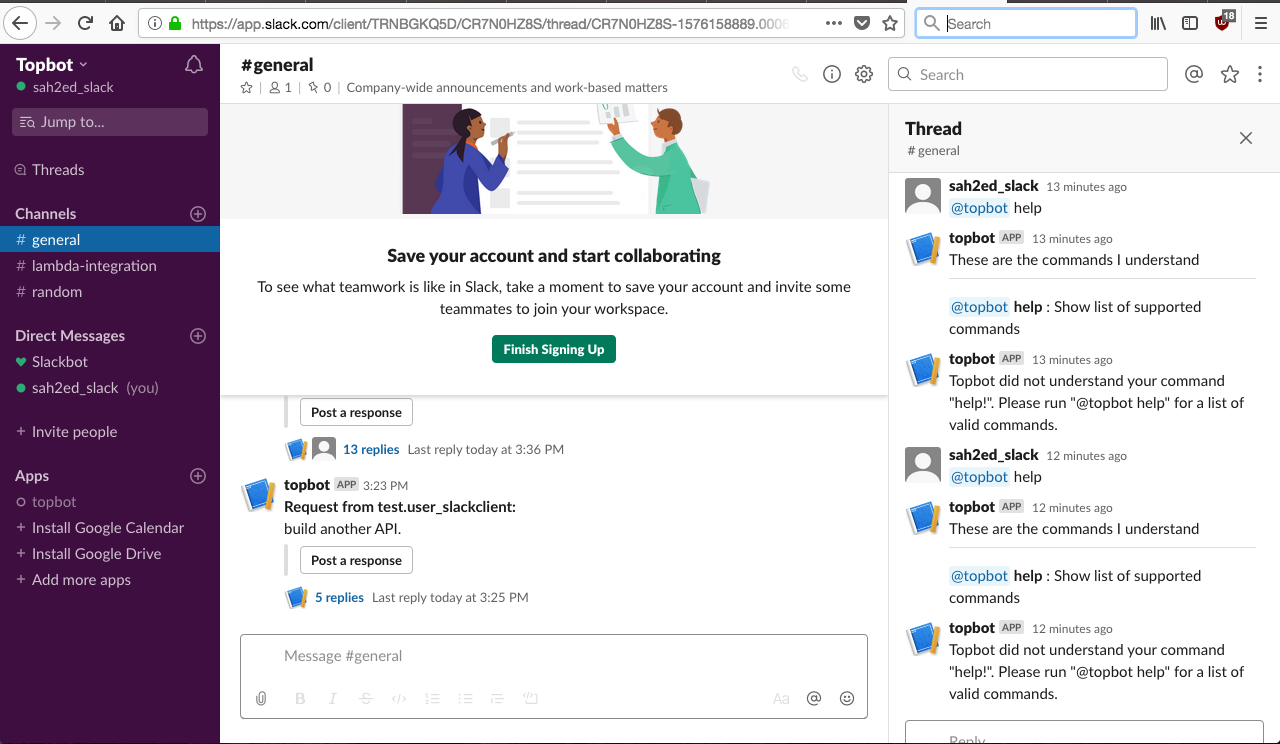 https://app.slack.com/client/TRNBGKQ5D/CR7N0HZ8S/thread/CR7N0HZ8S-1576158889.000
Search
18
Topbot
sah2ed_slack
Jump to...
Threads
Channels
# general
# lambda-integration
# random
Direct Messages
Slackbot
sah2ed_slack (you)
+ Invite people
Apps
topbot
+ Install Google Calendar
+ Install Google Drive
+ Add more apps
#general
1 | 0 | Company-wide announcements and work-based matters
Search
Save your account and start collaborating
To see what teamwork is like in Slack, take a moment to save your account and invite some
teammates to join your workspace.
Finish Signing Up
Post a response
13 replies Last reply today at 3:36 PM
topbot APP 3:23 PM
Request from test.user_slackclient:
build another API.
Post a response
5 replies Last reply today at 3:25 PM
Message #general
B I S Aa @
Thread
# general
sah2ed_slack 13 minutes ago
@topbot help
topbot APP 13 minutes ago
These are the commands I understand
@topbot help : Show list of supported
commands
topbot APP 13 minutes ago
Topbot did not understand your command
"help!". Please run "@topbot help" for a list of
valid commands.
sah2ed_slack 12 minutes ago
@topbot help
topbot APP 12 minutes ago
These are the commands I understand
@topbot help : Show list of supported
commands
topbot APP 12 minutes ago
Topbot did not understand your command
"help!". Please run "@topbot help" for a list of
valid commands.
Reply